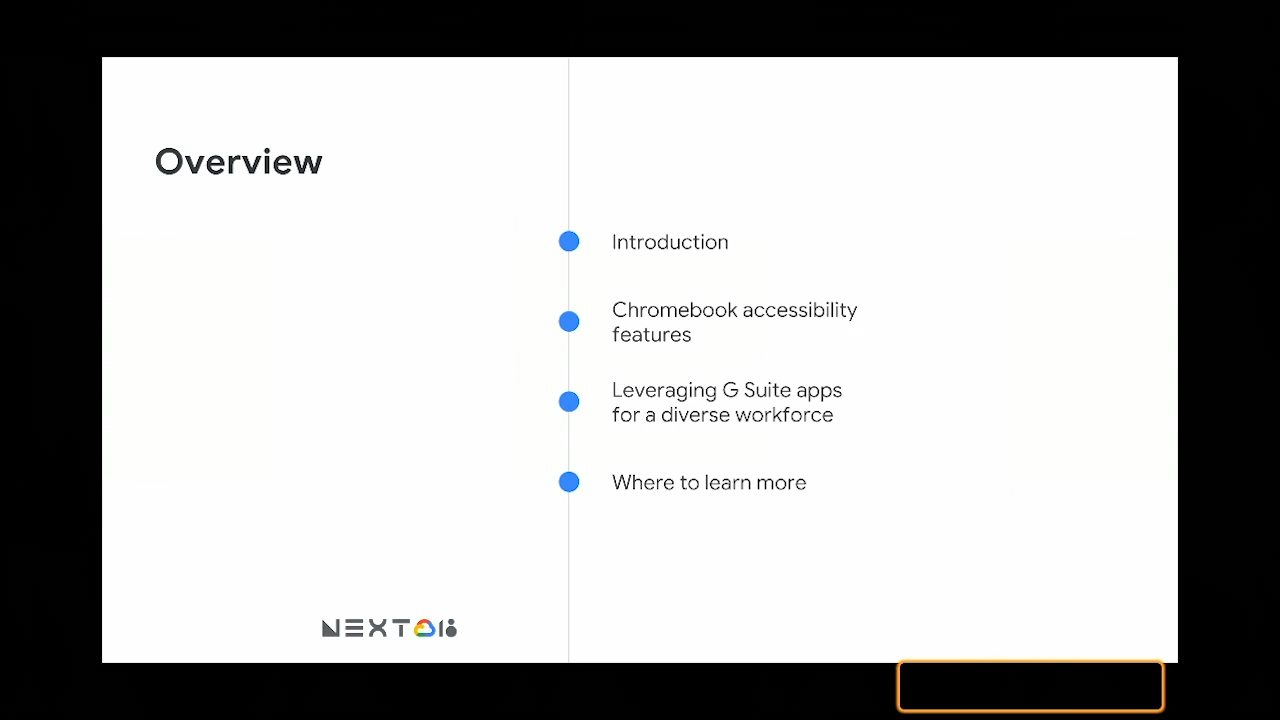 Overview
Introduction
Chromebook accessibility
features
Leveraging G Suite apps
for a diverse workforce
Where to learn more
NEXT 18